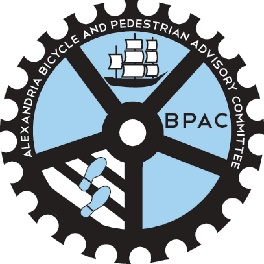 ALEXANDRIA BICYCLE AND PEDESTRIAN ADVISORY COMMITTEE
BPAC